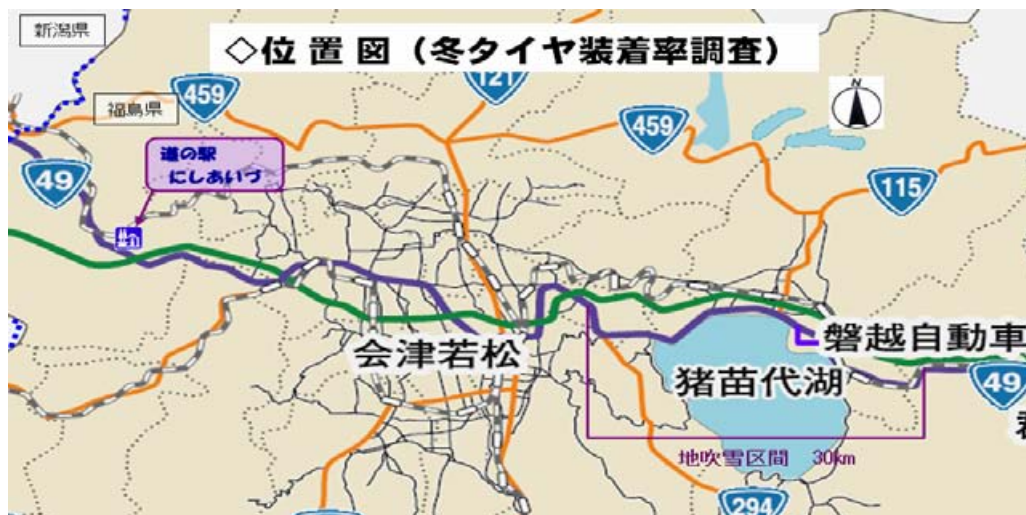 新潟県
◇位置図（冬タイヤ装着率調査）
121
459
福島県
459
N
道の駅
にしあいづ
49
115
会津若松
磐越自動車
猪苗代湖
49
地吹雪区間 30km
294